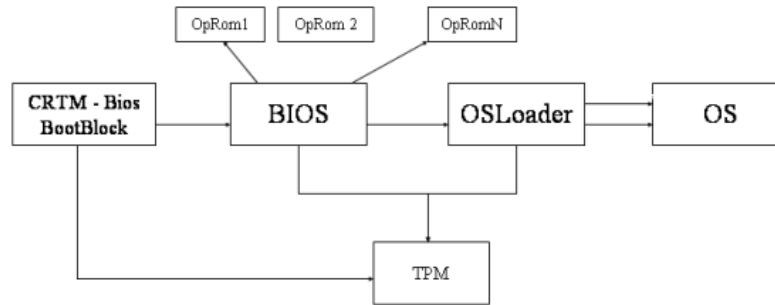 OpRom1
OpRom 2
OpRomN
CRTM - Bios
BootBlock
BIOS
OSLoader
OS
TPM